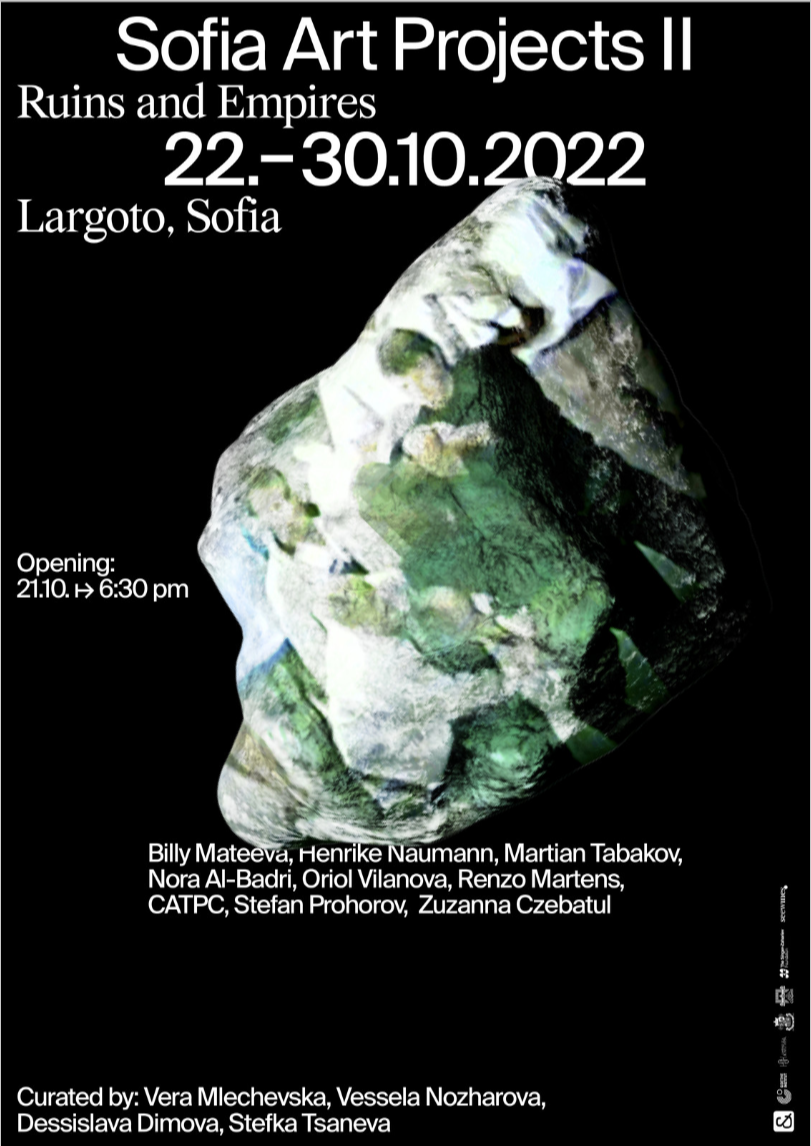 Sofia Art Projects II
Ruins and Empires
22.–30.10.2022
Largoto, Sofia
Opening:
21.10. ↦ 6:30 pm
Billy Mateeva, Henrike Naumann, Martian Tabakov,
Nora Al-Badri, Oriol Vilanova, Renzo Martens,
CATPC, Stefan Prohorov, Zuzanna Czebatul
Curated by: Vera Mlechevska, Vessela Nozharova,
Dessislava Dimova, Stefka Tsaneva